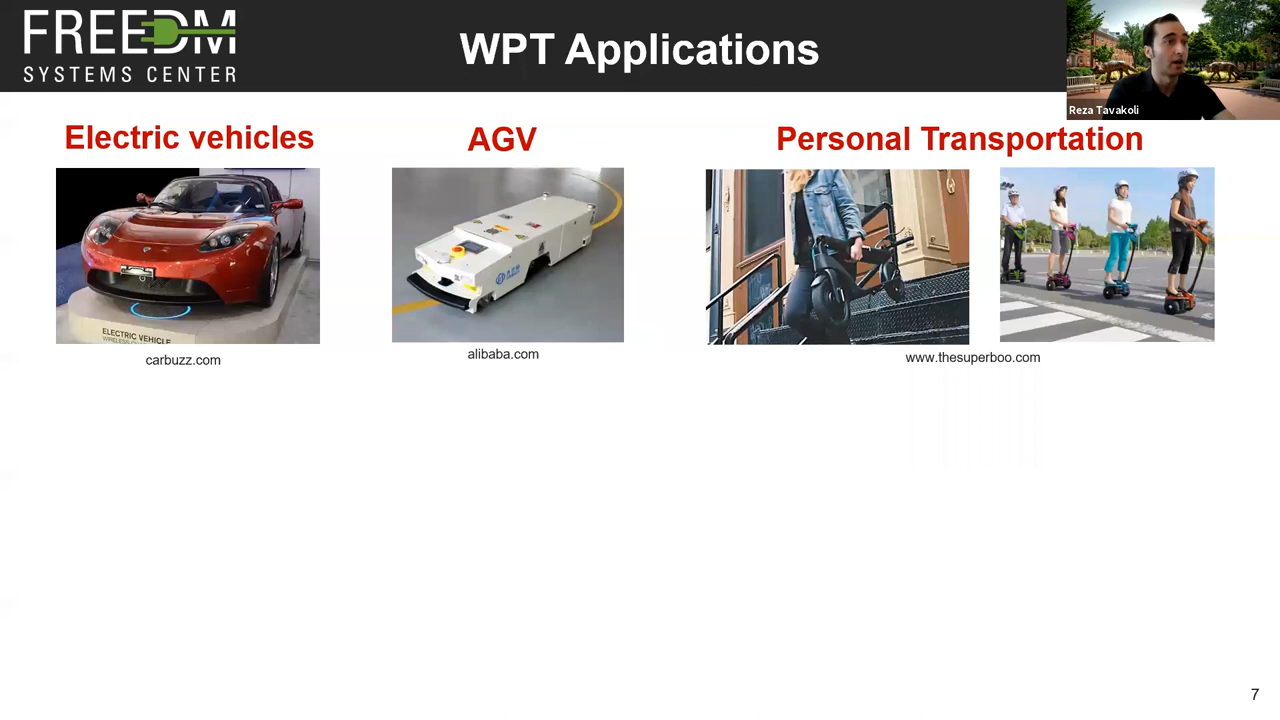 FREEDM
SYSTEMS CENTER
WPT Applications
Reza Tavakoli
Electric vehicles
AGV
Personal Transportation
ELECTRIC VEHICLE
carbuzz.com
alibaba.com
www.thesuperboo.com
7